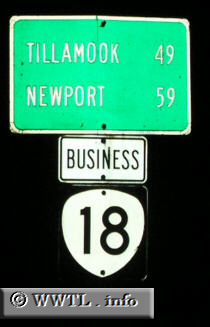 TILLAMOOK 49
NEWPORT 59
BUSINESS
18
© WWTL.info